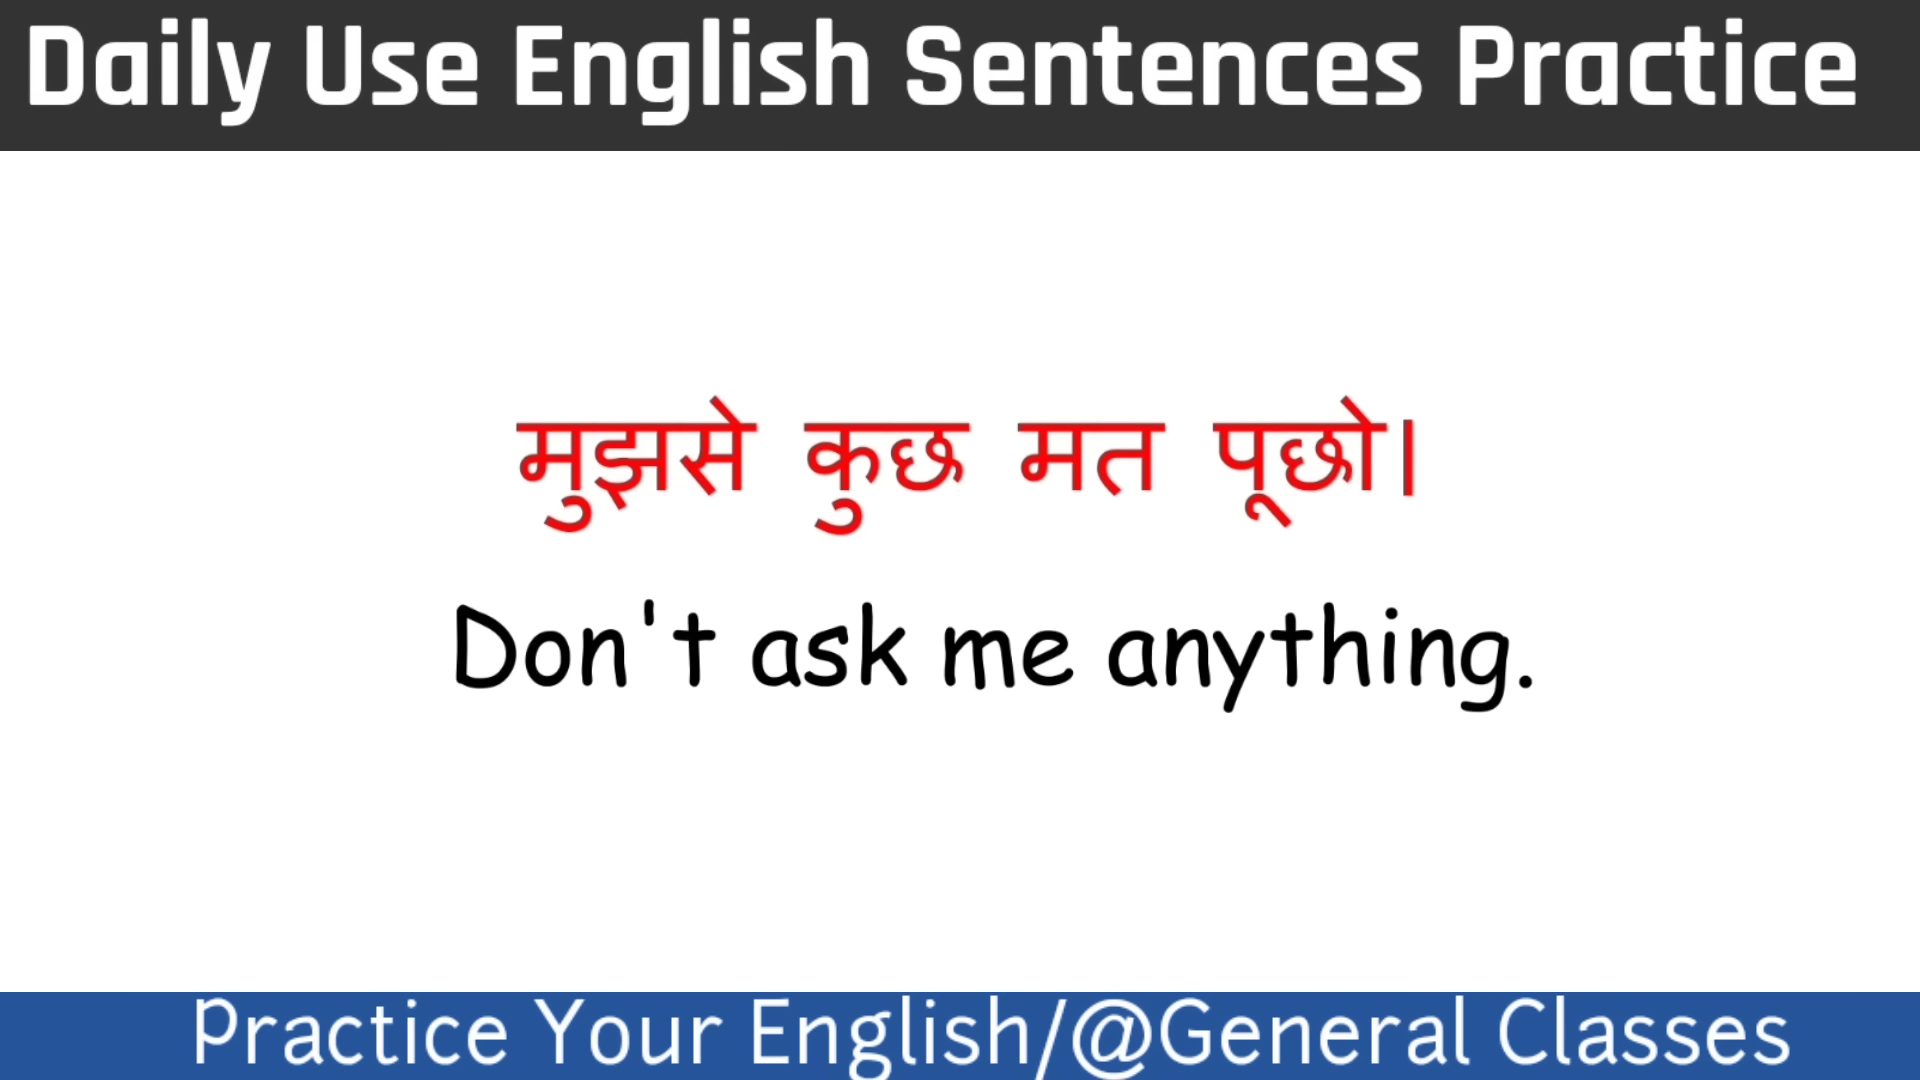 Daily Use English Sentences Practice
मुझसे कुछ मत पूछो।
Don't ask me anything.
Practice Your English/@General Classes